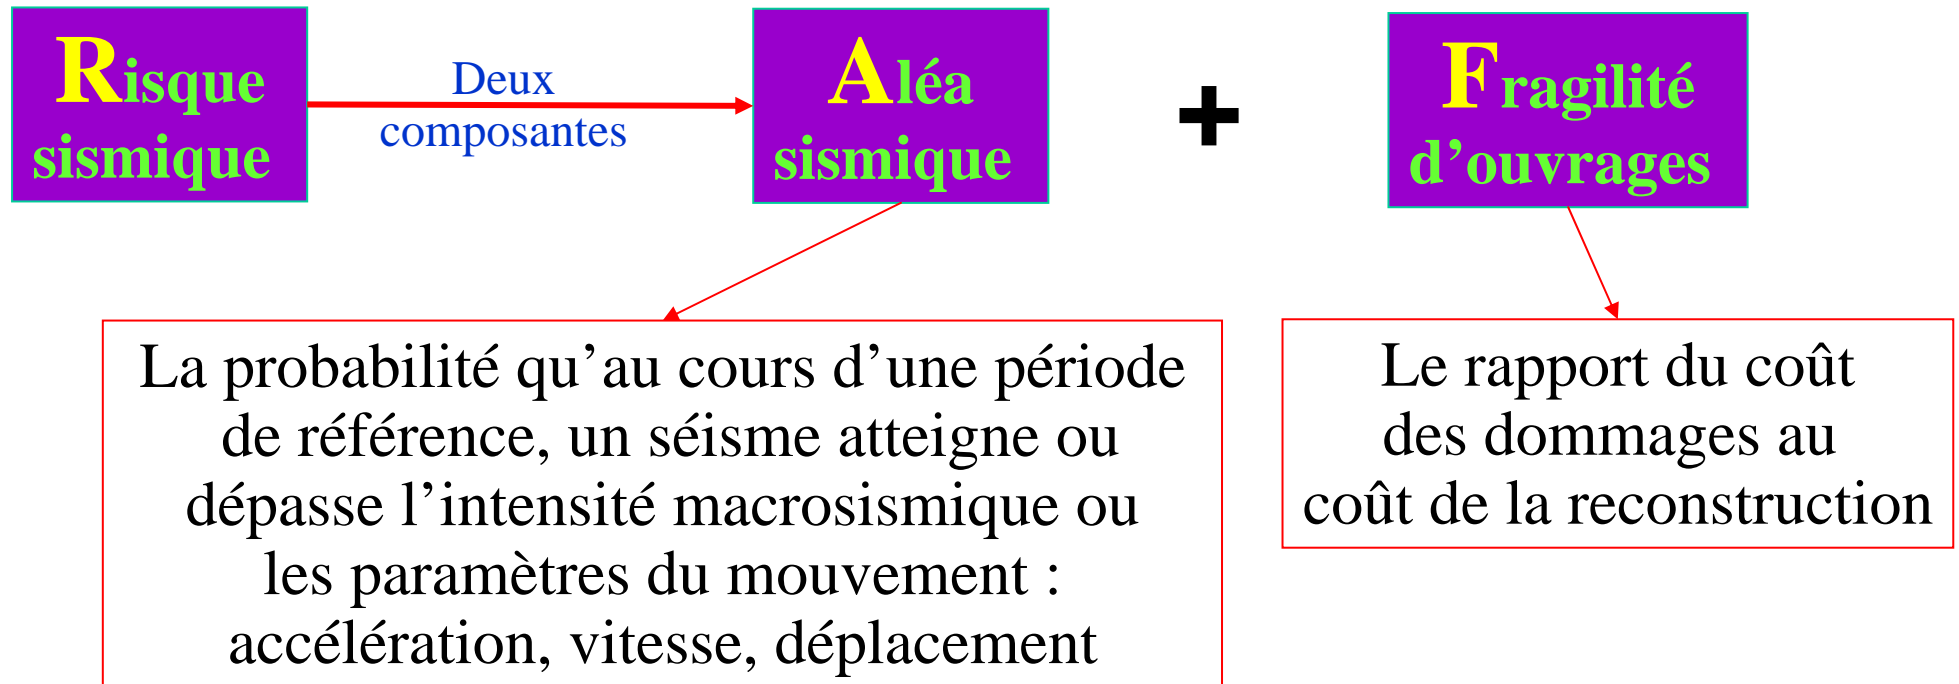 Risque
sismique
Deux
composantes
Aléa
sismique
+
Fragilité
d’ouvrages
La probabilité qu’au cours d’une période
de référence, un séisme atteigne ou
dépasse l’intensité macrosismique ou
les paramètres du mouvement :
accélération, vitesse, déplacement
Le rapport du coût
des dommages au
coût de la reconstruction